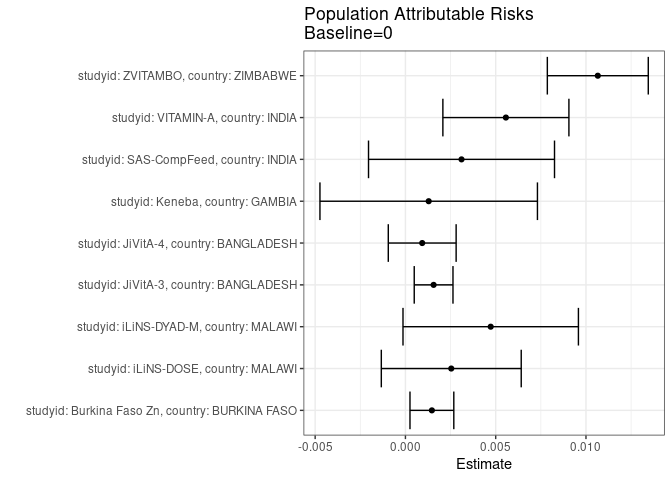 Population Attributable Risks
Baseline=0
studyid: ZVITAMBO, country: ZIMBABWE
studyid: VITAMIN-A, country: INDIA
studyid: SAS-CompFeed, country: INDIA
studyid: Keneba, country: GAMBIA
studyid: JiVitA-4, country: BANGLADESH
studyid: JiVitA-3, country: BANGLADESH
studyid: iLiNS-DYAD-M, country: MALAWI
studyid: iLiNS-DOSE, country: MALAWI
studyid: Burkina Faso Zn, country: BURKINA FASO
-0.005 0.000 0.005 0.010
Estimate